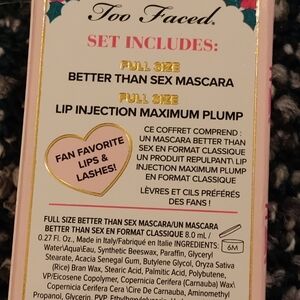 Too Faced.
SET INCLUDES:
FULL SIZE
BETTER THAN SEX MASCARA
FULL SIZE
LIP INJECTION MAXIMUM PLUMP
FAN FAVORITE
LIPS &
LASHES!
CE COFFRET COMPREND :
UN MASCARA BETTER THAN
SEX EN FORMAT CLASSIQUE
UN PRODUIT REPULPANT\ LIP
INJECTION MAXIMUM PLUMP
EN FORMAT CLASSIQUE
LÈVRES ET CILS PRÉFÉRÉS
DES FANS !
FULL SIZE BETTER THAN SEX MASCARA/UN MASCARA
BETTER THAN SEX EN FORMAT CLASSIQUE 8.0 mL /
0.27 Fl. Oz., Made in Italy/Fabriqué en Italie INGREDIENTS:
6M
Water\Aqua\Eau, Synthetic Beeswax, Paraffin, Glyceryl
Stearate, Acacia Senegal Gum, Butylene Glycol, Oryza Sativa
(Rice) Bran Wax, Stearic Acid, Palmitic Acid, Polybutene,
VP/Eicosene Copolymer, Copernicia Cerifera (Carnauba) Wax\
Copernicia Cerifera Cera \Cire De Carnauba, Aminomethyl
Propanol, Glycerin, PVP,